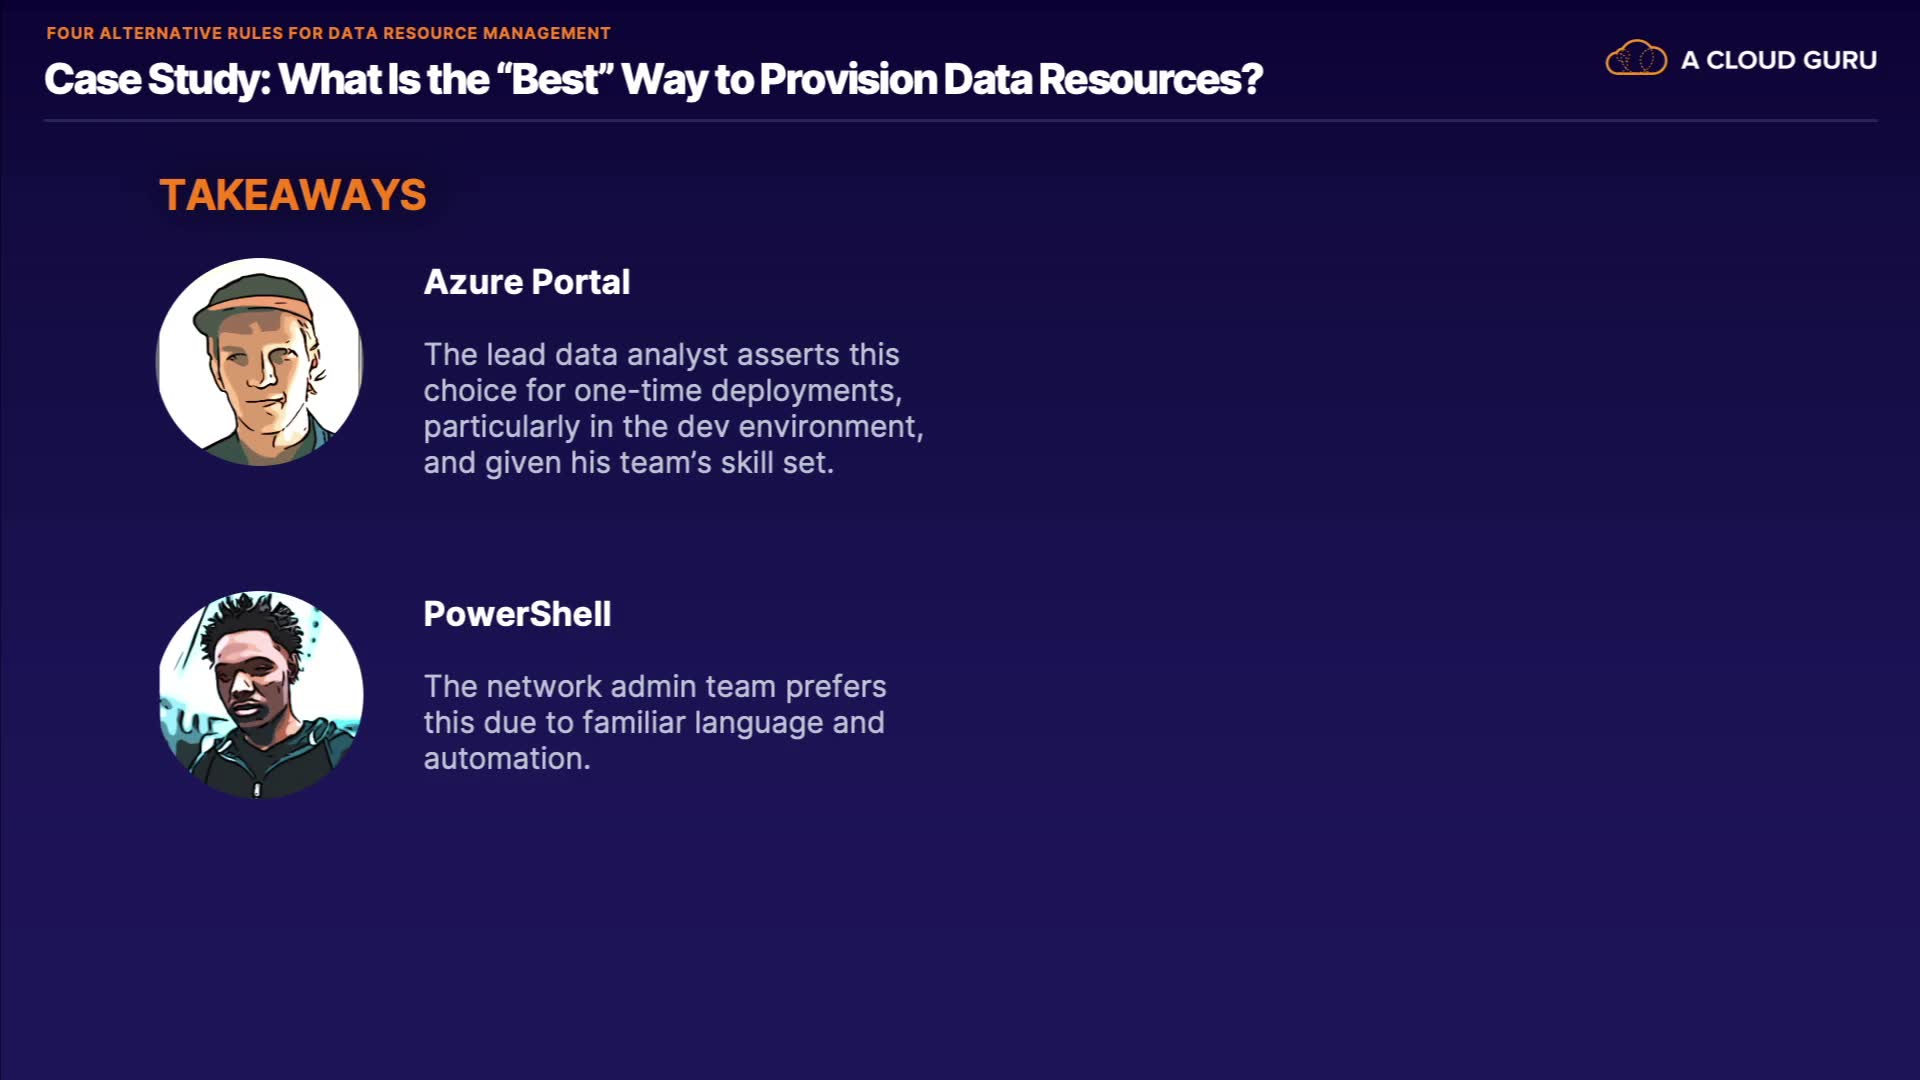 FOUR ALTERNATIVE RULES FOR DATA RESOURCE MANAGEMENT
Case Study: What Is the “Best” Way to Provision Data Resources?
A CLOUD GURU
TAKEAWAYS
Azure Portal
The lead data analyst asserts this
choice for one-time deployments,
particularly in the dev environment,
and given his team’s skill set.
PowerShell
The network admin team prefers
this due to familiar language and
automation.